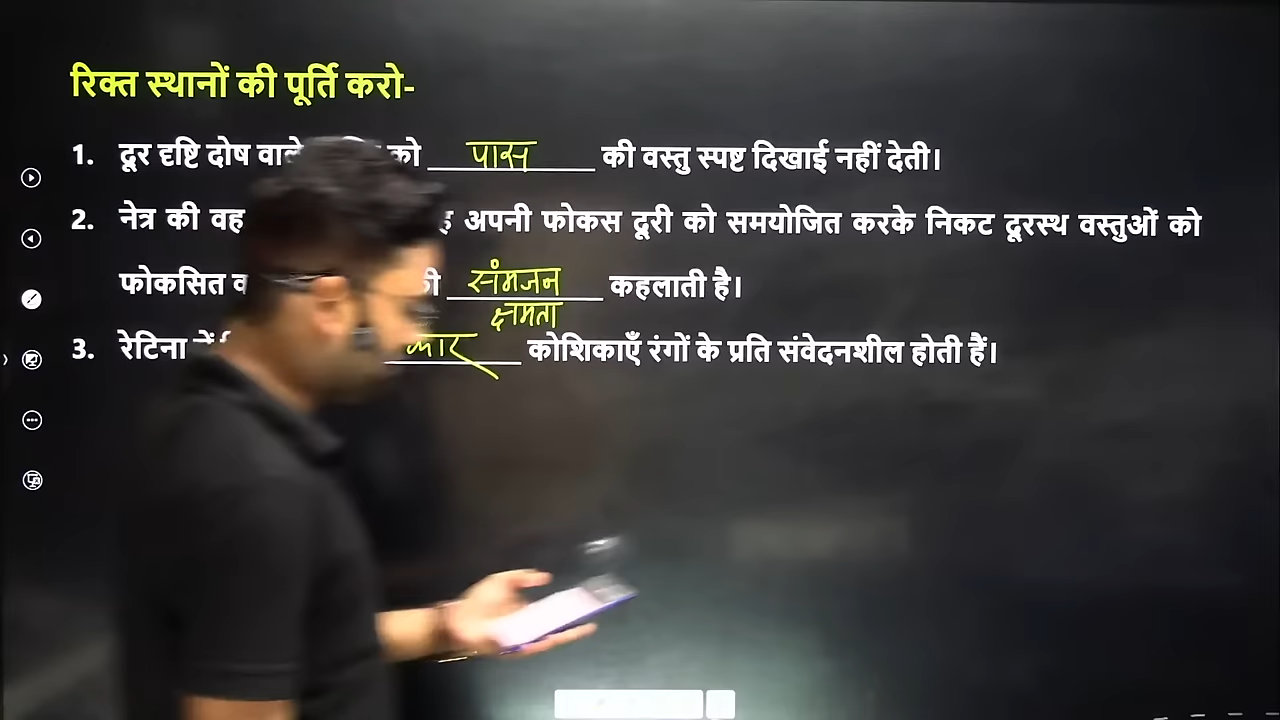 रिक्त स्थानों की पूर्ति करो-
1. दूर दृष्टि दोष वाले को पास की वस्तु स्पष्ट दिखाई नहीं देती।
2. नेत्र की वह अपनी फोकस दूरी को समयोजित करके निकट दूरस्थ वस्तुओं को
फोकसित संमजन कहलाती है।
क्षमता
3. रेटिना में कोशिकाएँ रंगों के प्रति संवेदनशील होती हैं।